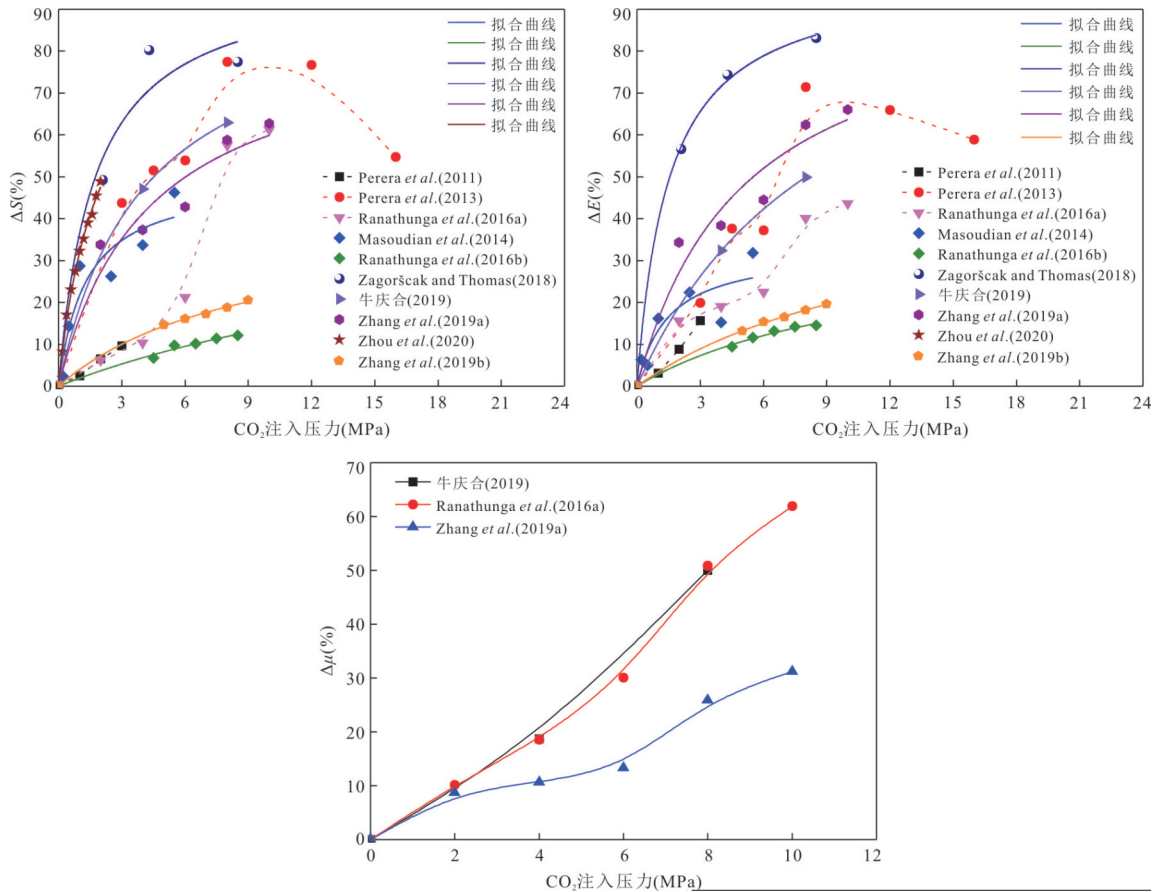 90
80
70
60
50
40
30
20
10
0
ΔS(%)
拟合曲线
拟合曲线
拟合曲线
拟合曲线
拟合曲线
拟合曲线
Perera et al.(2011)
Perera et al.(2013)
Ranathunga et al.(2016a)
Masoudian et al.(2014)
Ranathunga et al.(2016b)
Zagoršcak and Thomas(2018)
牛庆合(2019)
Zhang et al.(2019a)
Zhou et al.(2020)
Zhang et al.(2019b)
0 3 6 9 12 15 18 21 24
CO₂注入压力(MPa)
90
80
70
60
50
40
30
20
10
0
ΔE(%)
拟合曲线
拟合曲线
拟合曲线
拟合曲线
拟合曲线
拟合曲线
Perera et al.(2011)
Perera et al.(2013)
Ranathunga et al.(2016a)
Masoudian et al.(2014)
Ranathunga et al.(2016b)
Zagoršcak and Thomas(2018)
牛庆合(2019)
Zhang et al.(2019a)
Zhou et al.(2020)
Zhang et al.(2019b)
0 3 6 9 12 15 18 21 24
CO₂注入压力(MPa)
70
60
50
40
30
20
10
0
Δμ(%)
牛庆合(2019)
Ranathunga et al.(2016a)
Zhang et al.(2019a)
0 2 4 6 8 10 12
CO₂注入压力(MPa)